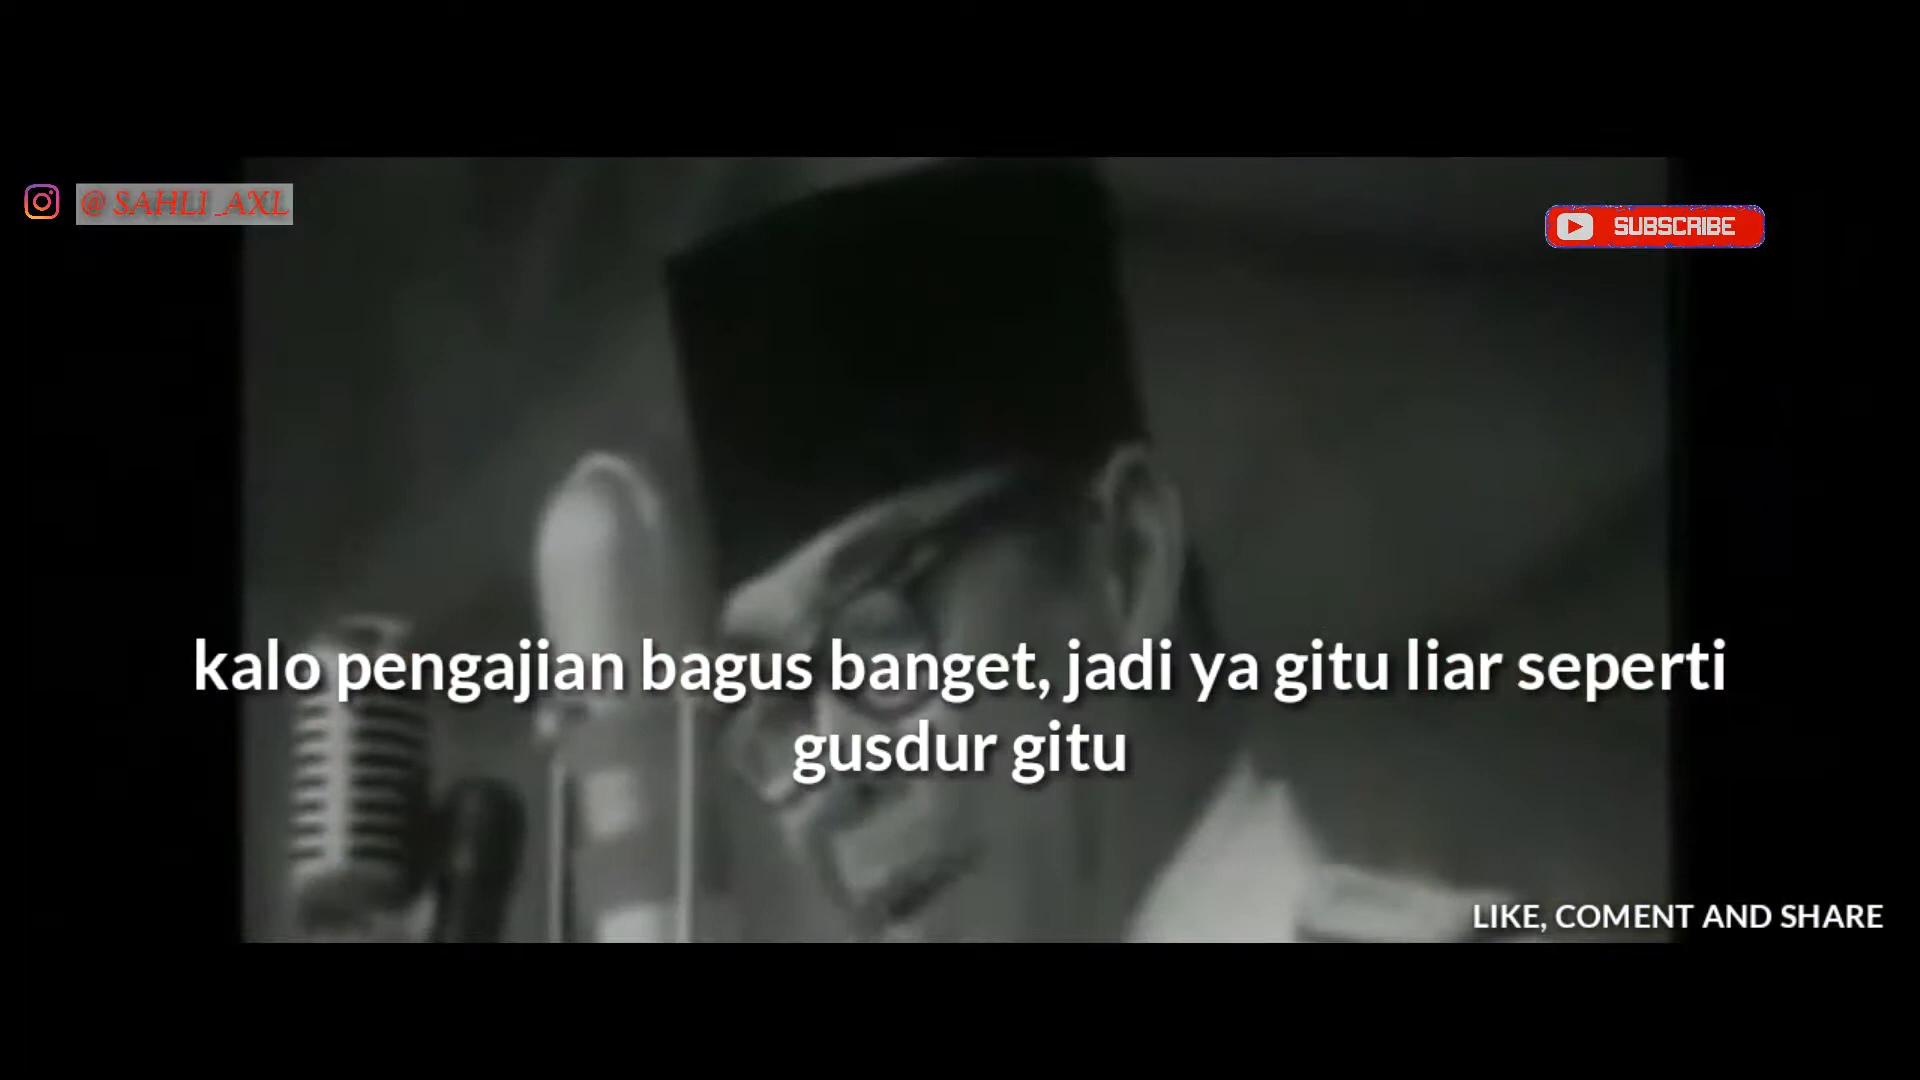 @ SAHLI_AXL
SUBSCRIBE
kalo pengajian bagus banget, jadi ya gitu liar seperti
gusdur gitu
LIKE, COMENT AND SHARE